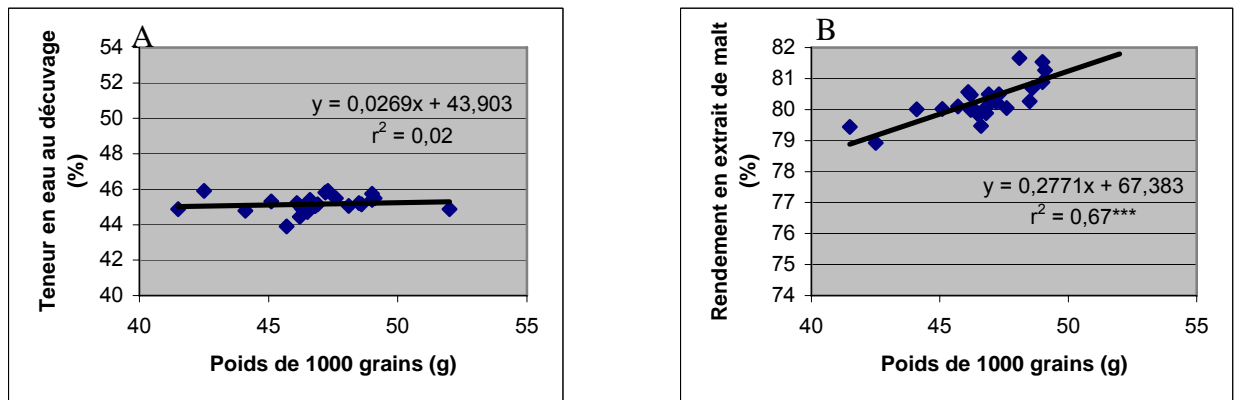 A
Teneur en eau au décuvage
(%)
54
52
50
48
46
44
42
40
y = 0,0269x + 43,903
r² = 0,02
40 45 50 55
Poids de 1000 grains (g)
B
Rendement en extrait de malt
(%)
82
81
80
79
78
77
76
75
74
y = 0,2771x + 67,383
r² = 0,67***
40 45 50 55
Poids de 1000 grains (g)